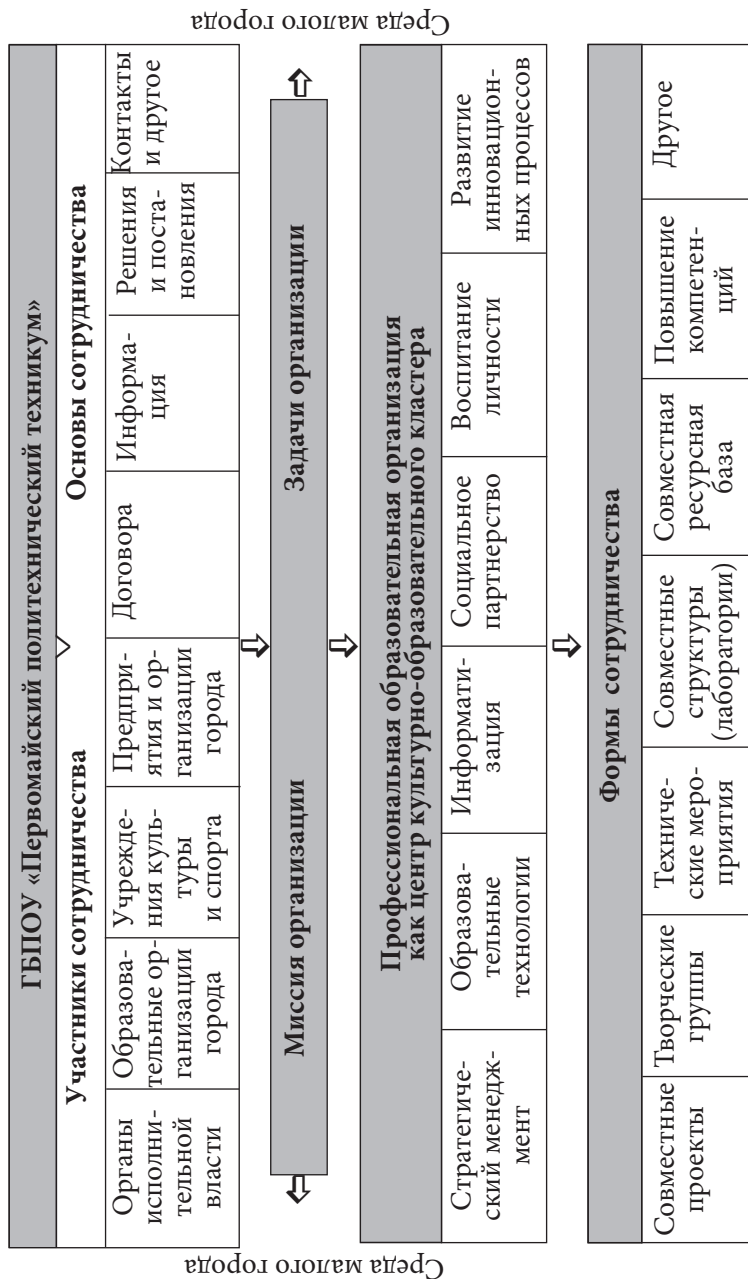 ГБПОУ «Первомайский политехнический техникум»
Участники сотрудничества
Основы сотрудничества
Органы
исполни-
тельной
власти
Образова-
тельные ор-
ганизации
города
Учрежде-
ния куль-
туры
и спорта
Предпри-
ятия и ор-
ганизации
города
Договора
Информа-
ция
Решения
и поста-
новления
Контакты
и другое
Среда малого города
Миссия организации
Задачи организации
Среда малого города
Профессиональная образовательная организация
как центр культурно-образовательного кластера
Стратегиче-
ский менедж-
мент
Образова-
тельные
технологии
Информати-
зация
Социальное
партнерство
Воспитание
личности
Развитие
инновацион-
ных процессов
Формы сотрудничества
Совместные
проекты
Творческие
группы
Техниче-
ские меро-
приятия
Совместные
структуры
(лаборатории)
Совместная
ресурсная
база
Повышение
компетен-
ций
Другое